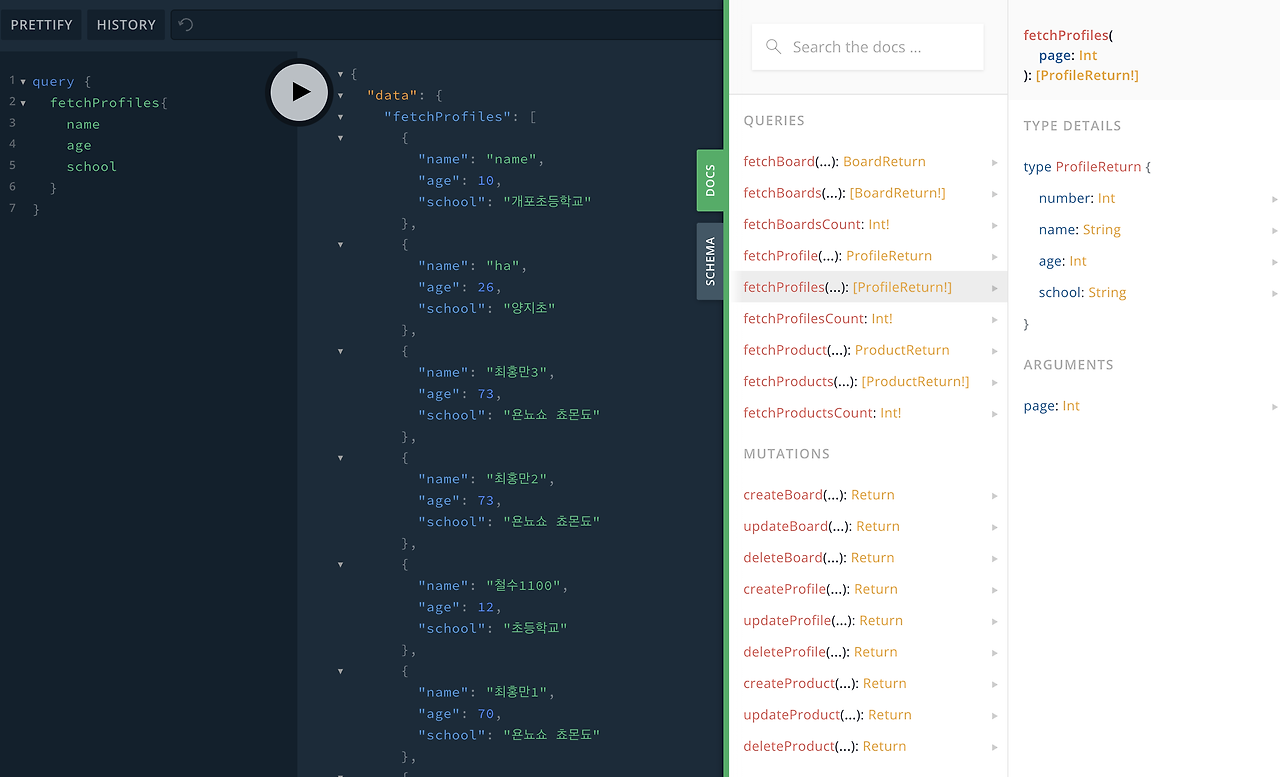 PRETTIFY
HISTORY
1 query {
2 fetchProfiles{
3 name
4 age
5 school
6 }
7 }
{
"data": {
"fetchProfiles": [
{
"name": "name",
"age": 10,
"school": "개포초등학교"
},
{
"name": "ha",
"age": 26,
"school": "양지초"
},
{
"name": "최홍만3",
"age": 73,
"school": "욘뇨쇼 쵸몬됴"
},
{
"name": "최홍만2",
"age": 73,
"school": "욘뇨쇼 쵸몬됴"
},
{
"name": "철수1100",
"age": 12,
"school": "초등학교"
},
{
"name": "최홍만1",
"age": 70,
"school": "욘뇨쇼 쵸몬됴"
},
{
DOCS
SCHEMA
Search the docs ...
QUERIES
fetchBoard(...): BoardReturn
fetchBoards(...): [BoardReturn!]
fetchBoardsCount: Int!
fetchProfile(...): ProfileReturn
fetchProfiles(...): [ProfileReturn!]
fetchProfilesCount: Int!
fetchProduct(...): ProductReturn
fetchProducts(...): [ProductReturn!]
fetchProductsCount: Int!
MUTATIONS
createBoard(...): Return
updateBoard(...): Return
deleteBoard(...): Return
createProfile(...): Return
updateProfile(...): Return
deleteProfile(...): Return
createProduct(...): Return
updateProduct(...): Return
deleteProduct(...): Return
fetchProfiles(
page: Int
): [ProfileReturn!]
TYPE DETAILS
type ProfileReturn {
number: Int
name: String
age: Int
school: String
}
ARGUMENTS
page: Int